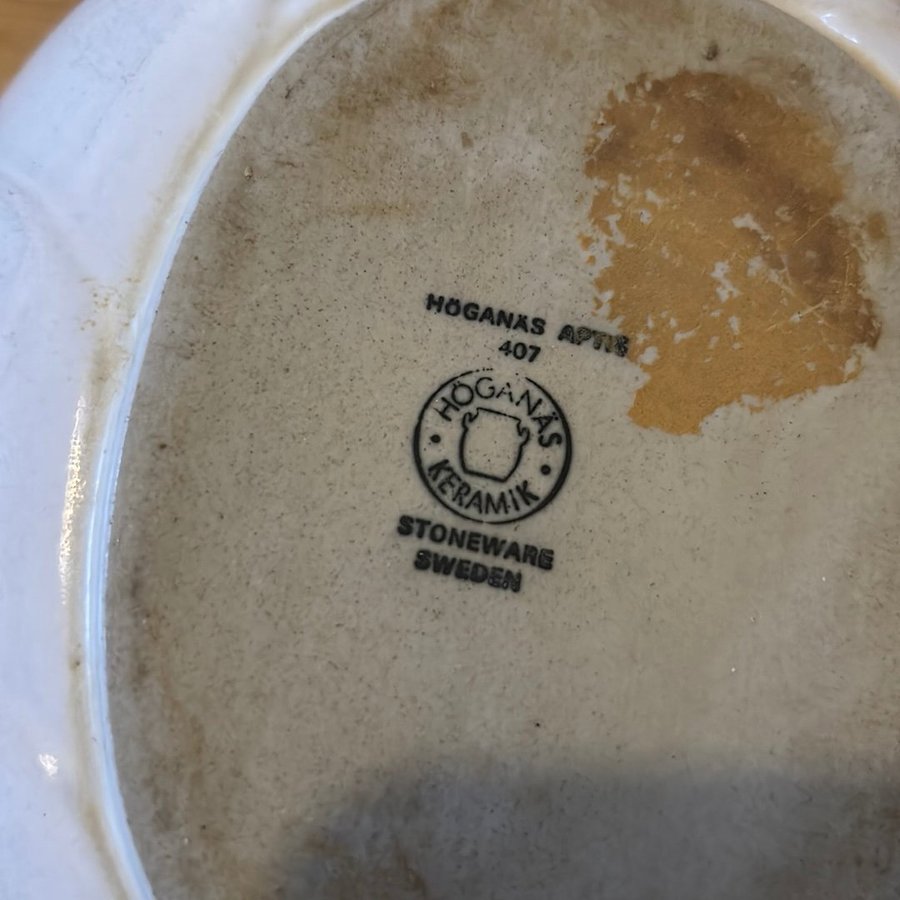 HÖGANÄS APTIT
407
HÖGANÄS
KERAMIK
STONEWARE
SWEDEN